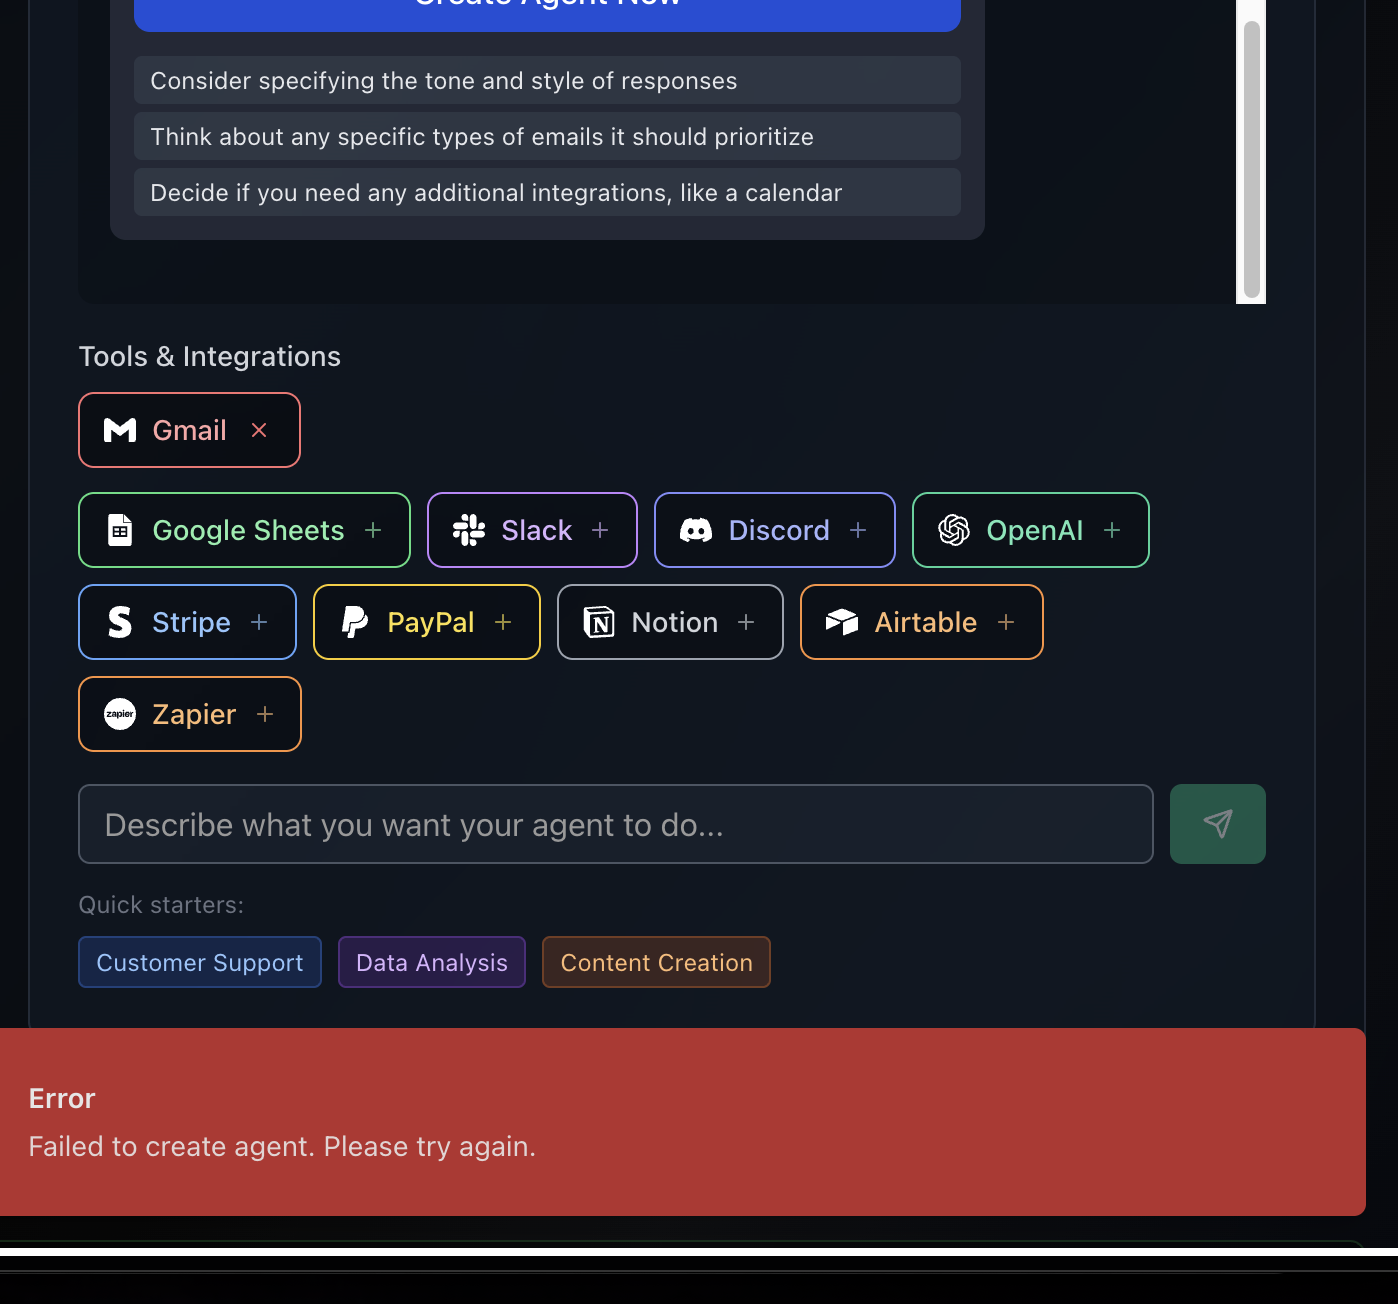 Create Agent Now
Consider specifying the tone and style of responses
Think about any specific types of emails it should prioritize
Decide if you need any additional integrations, like a calendar
Tools & Integrations
Gmail ×
Google Sheets +
Slack +
Discord +
OpenAI +
Stripe +
PayPal +
Notion +
Airtable +
zapier Zapier +
Describe what you want your agent to do...
Quick starters:
Customer Support
Data Analysis
Content Creation
Error
Failed to create agent. Please try again.